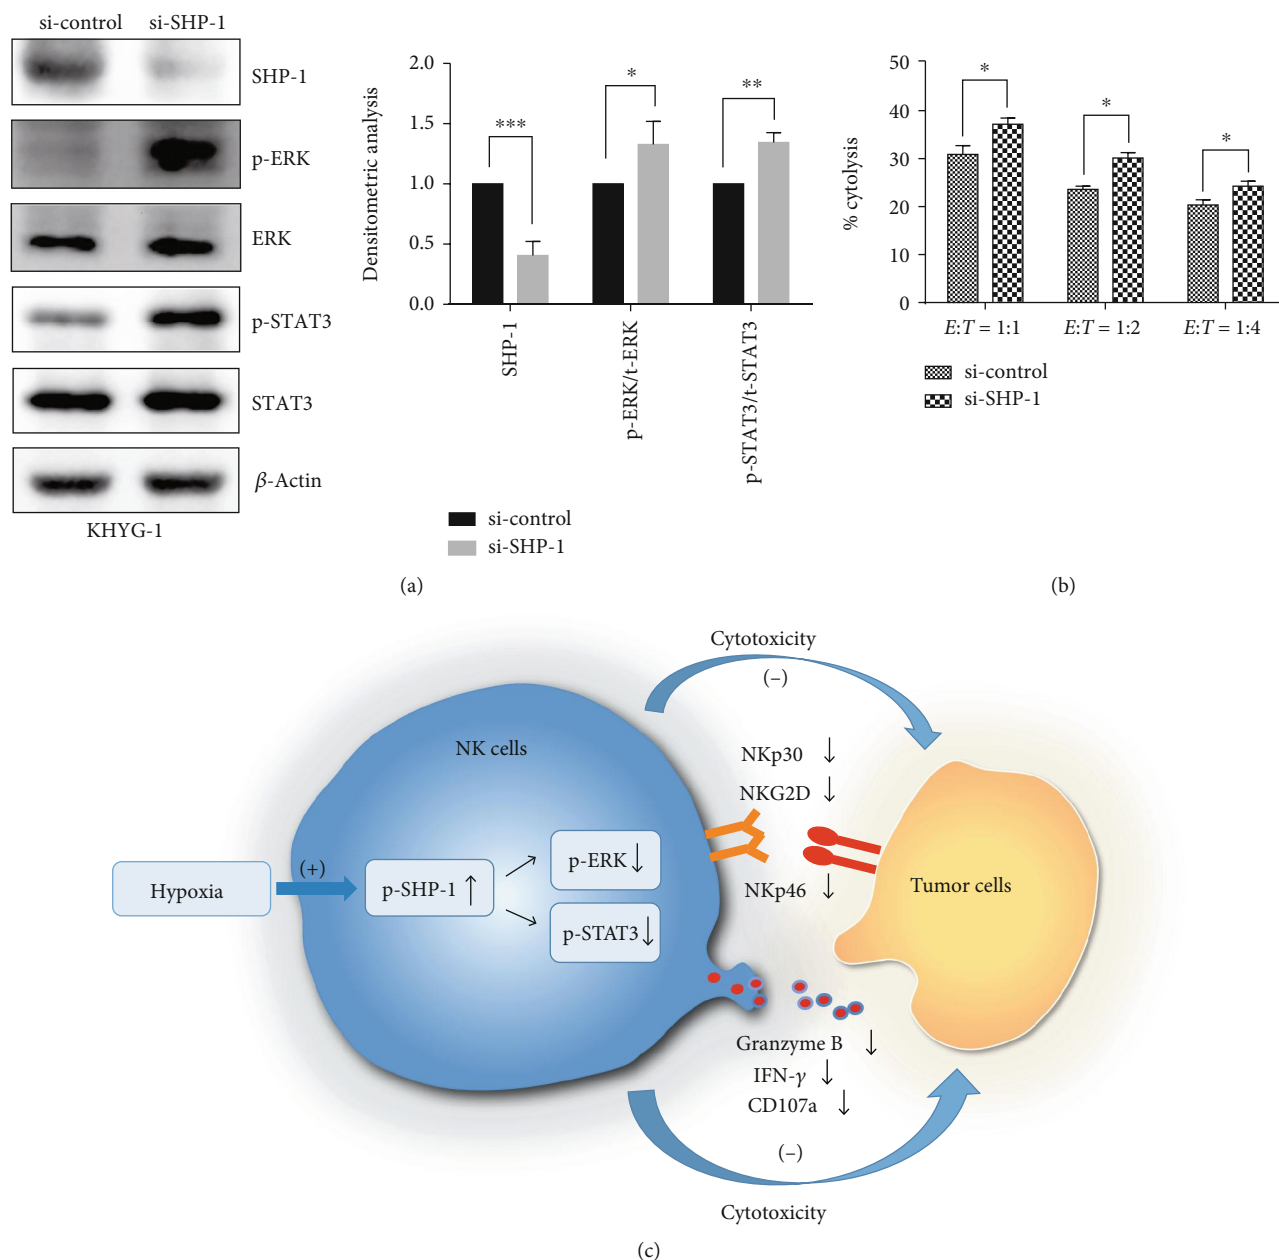 si-control si-SHP-1
SHP-1
p-ERK
ERK
p-STAT3
STAT3
β-Actin
KHYG-1
Densitometric analysis
2.0
1.5
1.0
0.5
0.0
***
*
**
SHP-1
p-ERK/t-ERK
p-STAT3/t-STAT3
si-control
si-SHP-1
(a)
% cytolysis
50
40
30
20
10
0
*
*
*
E:T = 1:1 E:T = 1:2 E:T = 1:4
si-control
si-SHP-1
(b)
Cytotoxicity
(–)
NK cells
NKp30 ↓
NKG2D ↓
Hypoxia
(+)
p-SHP-1 ↑
p-ERK ↓
p-STAT3 ↓
NKp46 ↓
Tumor cells
Granzyme B ↓
IFN-γ ↓
CD107a ↓
(–)
Cytotoxicity
(c)